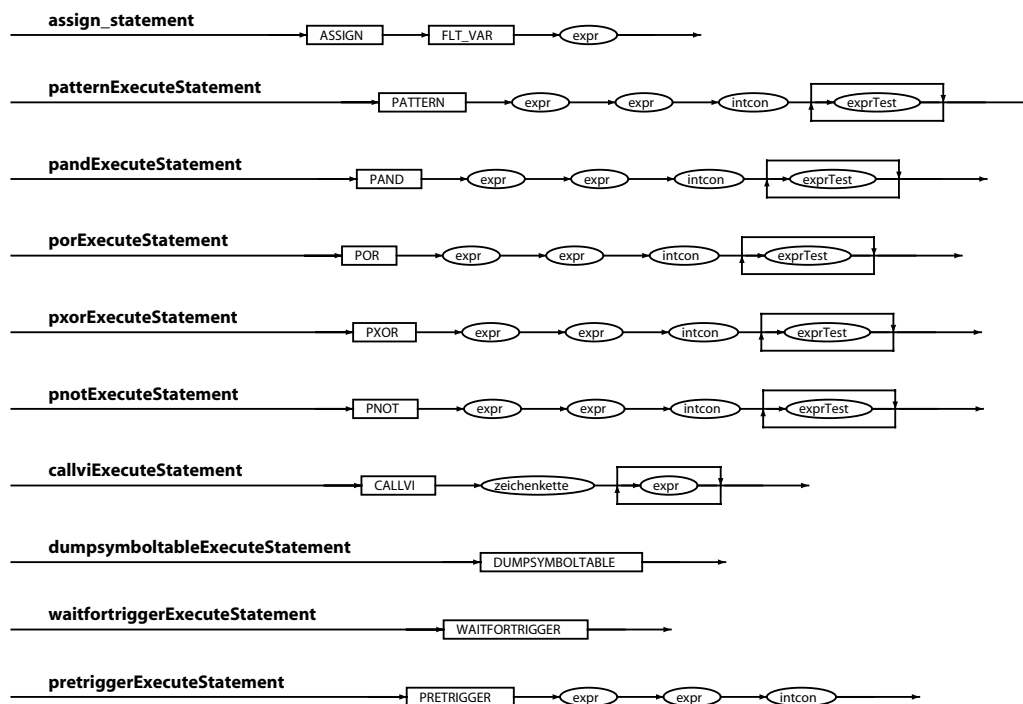 assign_statement
ASSIGN FLT_VAR expr
patternExecuteStatement
PATTERN expr expr intcon exprTest
pandExecuteStatement
PAND expr expr intcon exprTest
porExecuteStatement
POR expr expr intcon exprTest
pxorExecuteStatement
PXOR expr expr intcon exprTest
pnotExecuteStatement
PNOT expr expr intcon exprTest
callviExecuteStatement
CALLVI zeichenkette expr
dumpsymboltableExecuteStatement
DUMPSYMBOLTABLE
waitfortriggerExecuteStatement
WAITFORTRIGGER
pretriggerExecuteStatement
PRETRIGGER expr expr intcon